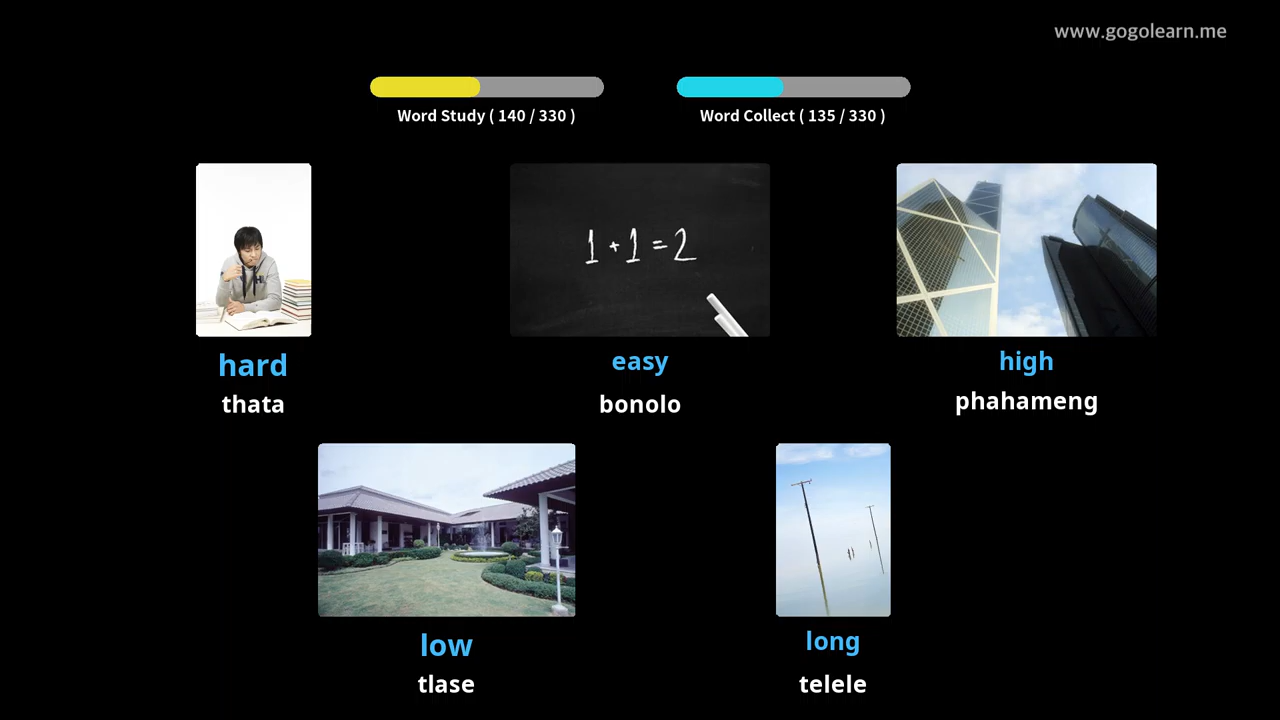 www.gogolearn.me
Word Study ( 140 / 330 )
Word Collect ( 135 / 330 )
1 + 1 = 2
hard
thata
easy
bonolo
high
phahameng
low
tlase
long
telele